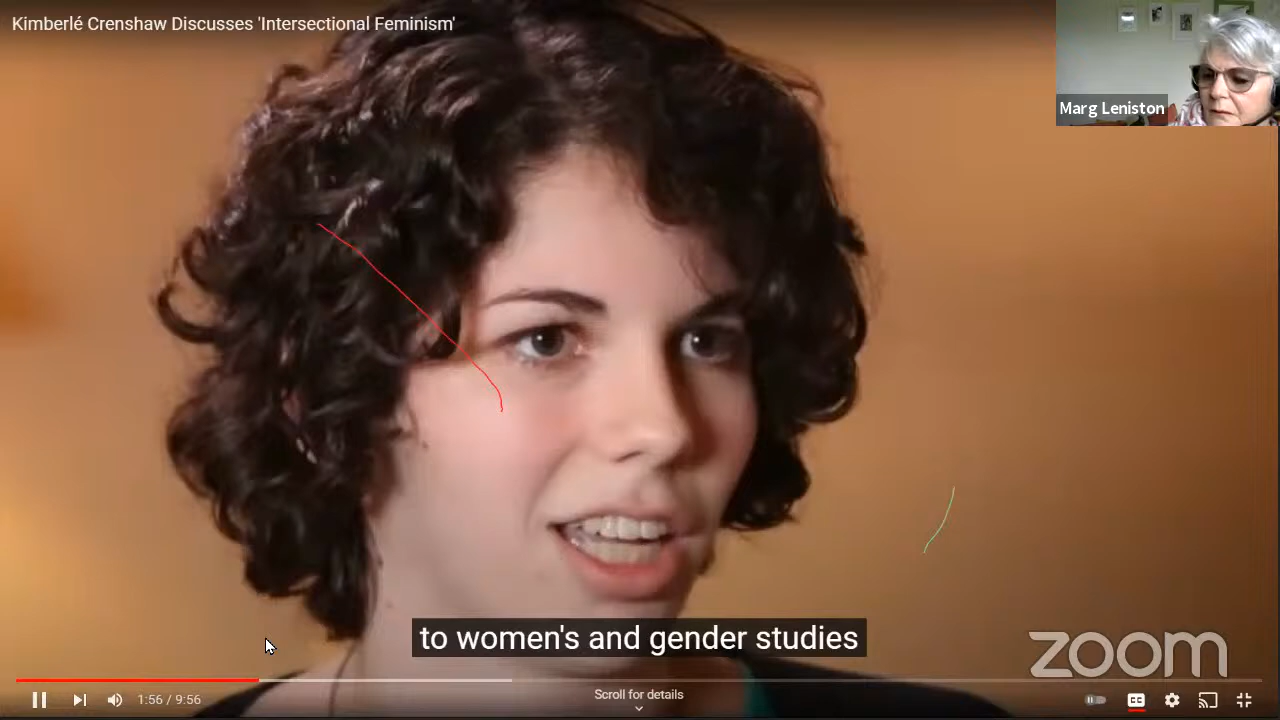 Kimberlé Crenshaw Discusses 'Intersectional Feminism'
Marg Leniston
to women's and gender studies
zoom
Scroll for details
1:56 / 9:56
CC